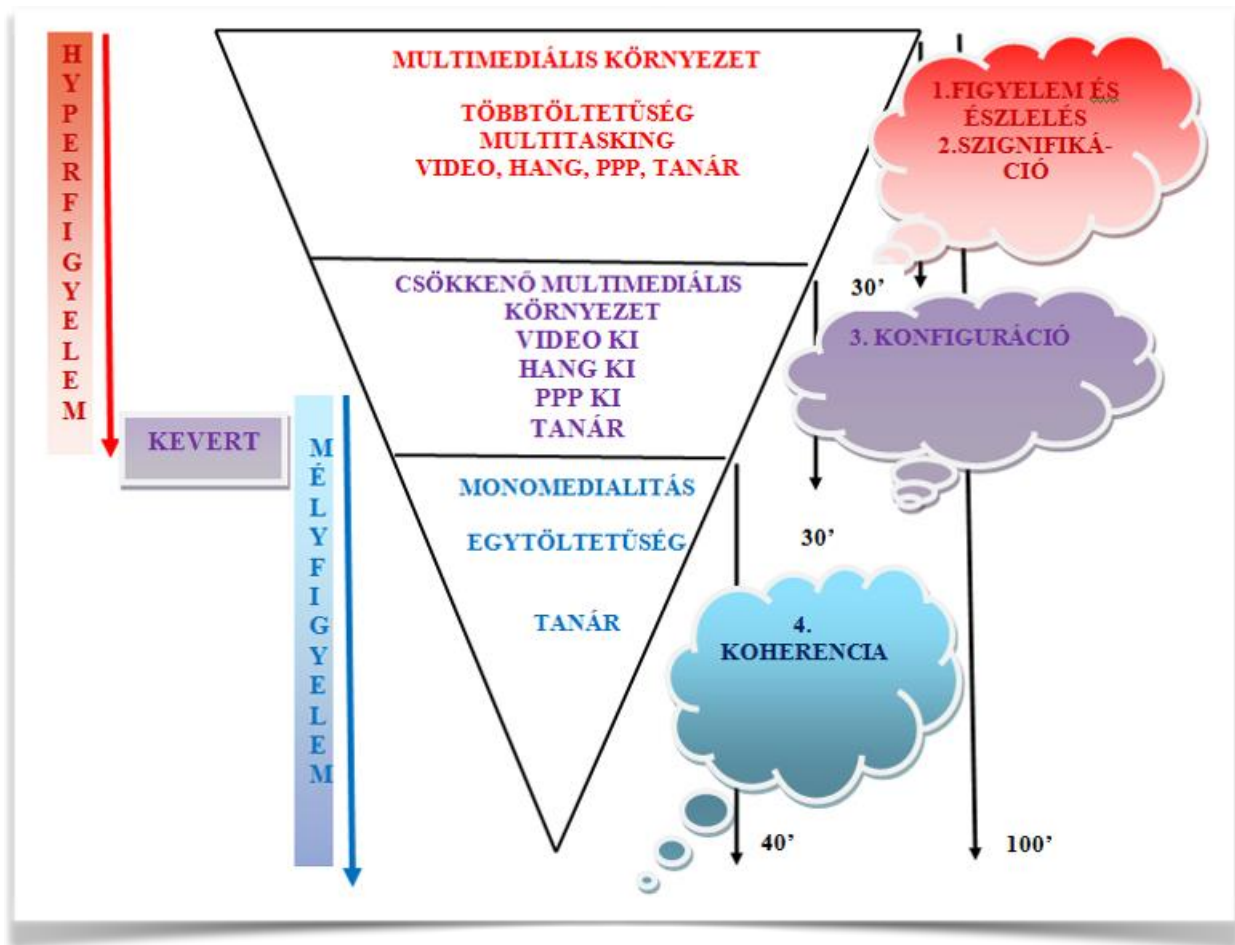 HYPERFIGYELEM
MULTIMEDIÁLIS KÖRNYEZET
TÖBBTÖLTETŰSÉG
MULTITASKING
VIDEO, HANG, PPP, TANÁR
1.FIGYELEM ÉS
ÉSZLELÉS
2.SZIGNIFIKÁ-
CIÓ
30’
CSÖKKENŐ MULTIMEDIÁLIS
KÖRNYEZET
VIDEO KI
HANG KI
PPP KI
TANÁR
3. KONFIGURÁCIÓ
KEVERT
MÉLYFIGYELEM
30’
MONOMEDIALITÁS
EGYTÖLTETŰSÉG
TANÁR
4.
KOHERENCIA
40’
100’